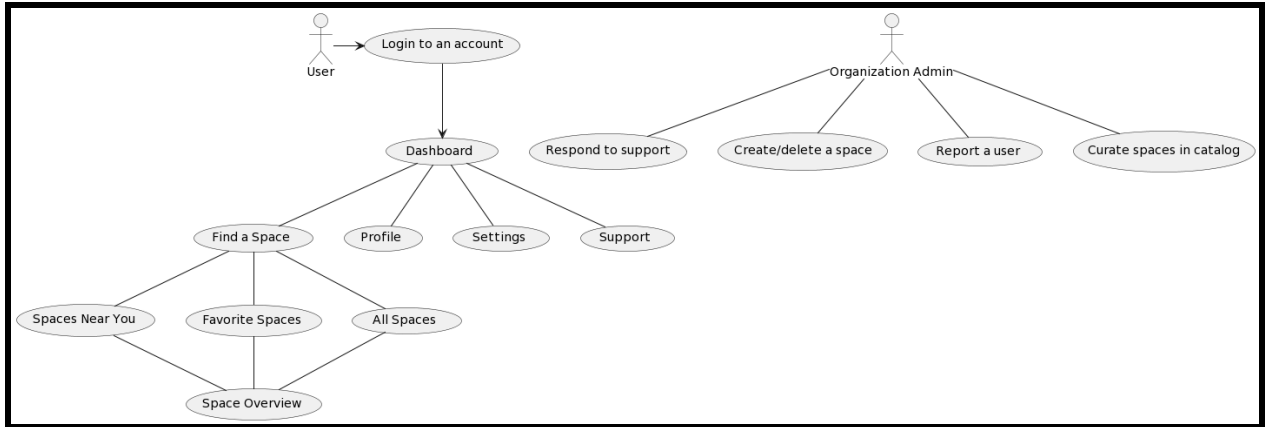 Login to an account
User
Organization Admin
Dashboard
Respond to support
Create/delete a space
Report a user
Curate spaces in catalog
Find a Space
Profile
Settings
Support
Spaces Near You
Favorite Spaces
All Spaces
Space Overview